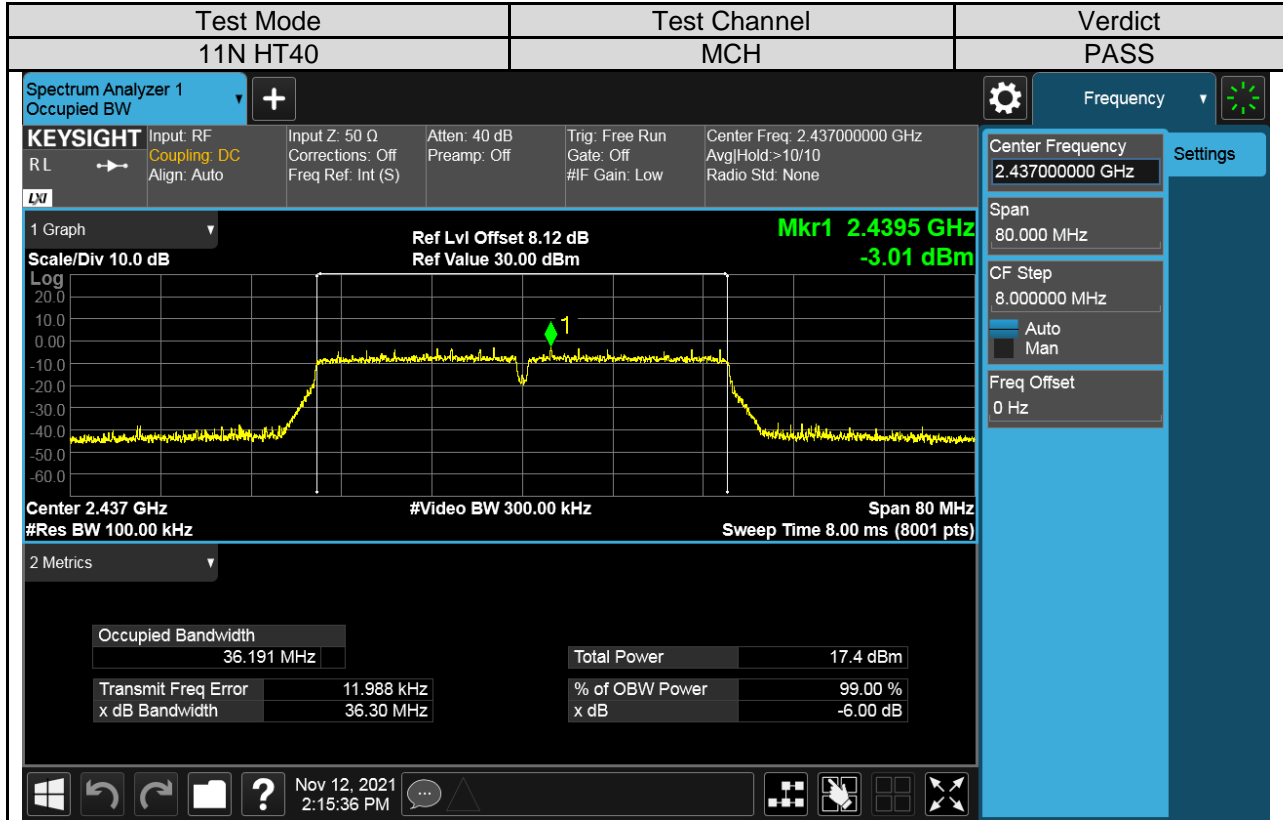 Test Mode Test Channel Verdict
11N HT40 MCH PASS
Spectrum Analyzer 1
Occupied BW
Frequency
KEYSIGHT Input: RF Input Z: 50 Ω Atten: 40 dB Trig: Free Run Center Freq: 2.437000000 GHz
RL Coupling: DC Corrections: Off Preamp: Off Gate: Off Avg|Hold:>10/10
Align: Auto Freq Ref: Int (S) #IF Gain: Low Radio Std: None
LXI
Center Frequency
2.437000000 GHz
Settings
Span
80.000 MHz
CF Step
8.000000 MHz
Auto
Man
Freq Offset
0 Hz
1 Graph Ref Lvl Offset 8.12 dB Mkr1 2.4395 GHz
Scale/Div 10.0 dB Ref Value 30.00 dBm -3.01 dBm
Log
20.0
10.0
1
0.00
-10.0
-20.0
-30.0
-40.0
-50.0
-60.0
Center 2.437 GHz #Video BW 300.00 kHz Span 80 MHz
#Res BW 100.00 kHz Sweep Time 8.00 ms (8001 pts)
2 Metrics
Occupied Bandwidth
36.191 MHz Total Power 17.4 dBm
Transmit Freq Error 11.988 kHz % of OBW Power 99.00 %
x dB Bandwidth 36.30 MHz x dB -6.00 dB
? Nov 12, 2021
2:15:36 PM